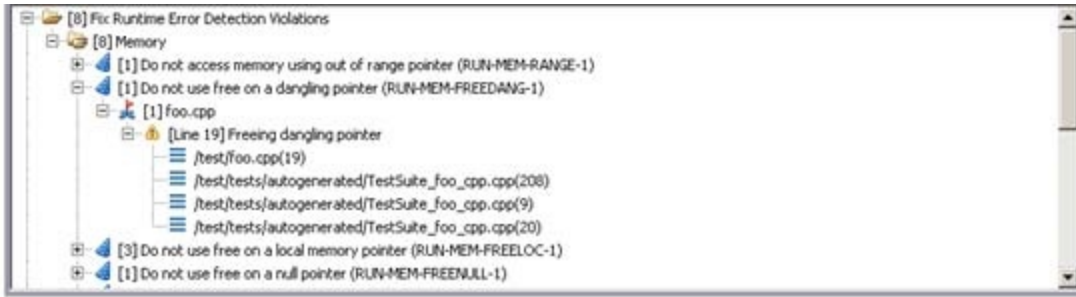 [8] Fix Runtime Error Detection Violations
[8] Memory
[1] Do not access memory using out of range pointer (RUN-MEM-RANGE-1)
[1] Do not use free on a dangling pointer (RUN-MEM-FREEDANG-1)
[1] foo.cpp
[Line 19] Freeing dangling pointer
/test/foo.cpp(19)
/test/tests/autogenerated/TestSuite_foo_cpp.cpp(208)
/test/tests/autogenerated/TestSuite_foo_cpp.cpp(9)
/test/tests/autogenerated/TestSuite_foo_cpp.cpp(20)
[3] Do not use free on a local memory pointer (RUN-MEM-FREELOC-1)
[1] Do not use free on a null pointer (RUN-MEM-FREENULL-1)